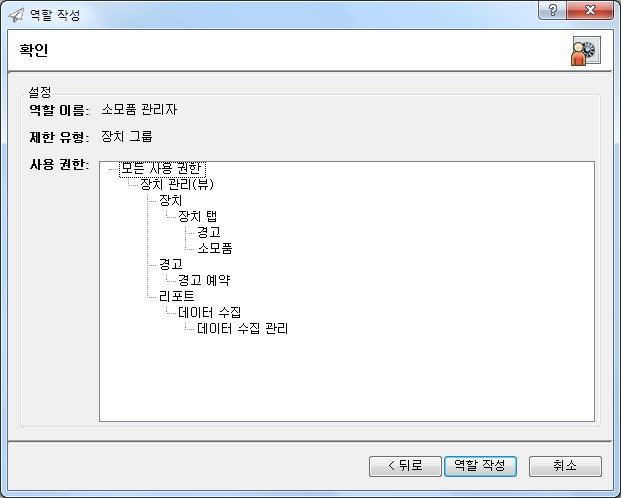 역할 작성
?
확인
설정
역할 이름: 소모품 관리자
제한 유형: 장치 그룹
사용 권한:
모든 사용 권한
장치 관리(뷰)
장치
장치 탭
경고
소모품
경고
경고 예약
리포트
데이터 수집
데이터 수집 관리
< 뒤로 역할 작성 취소